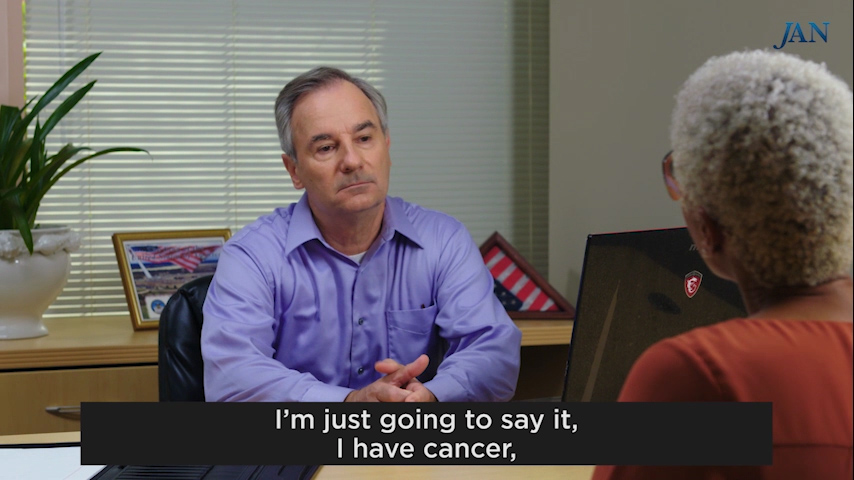 JAN
I'm just going to say it,
I have cancer,